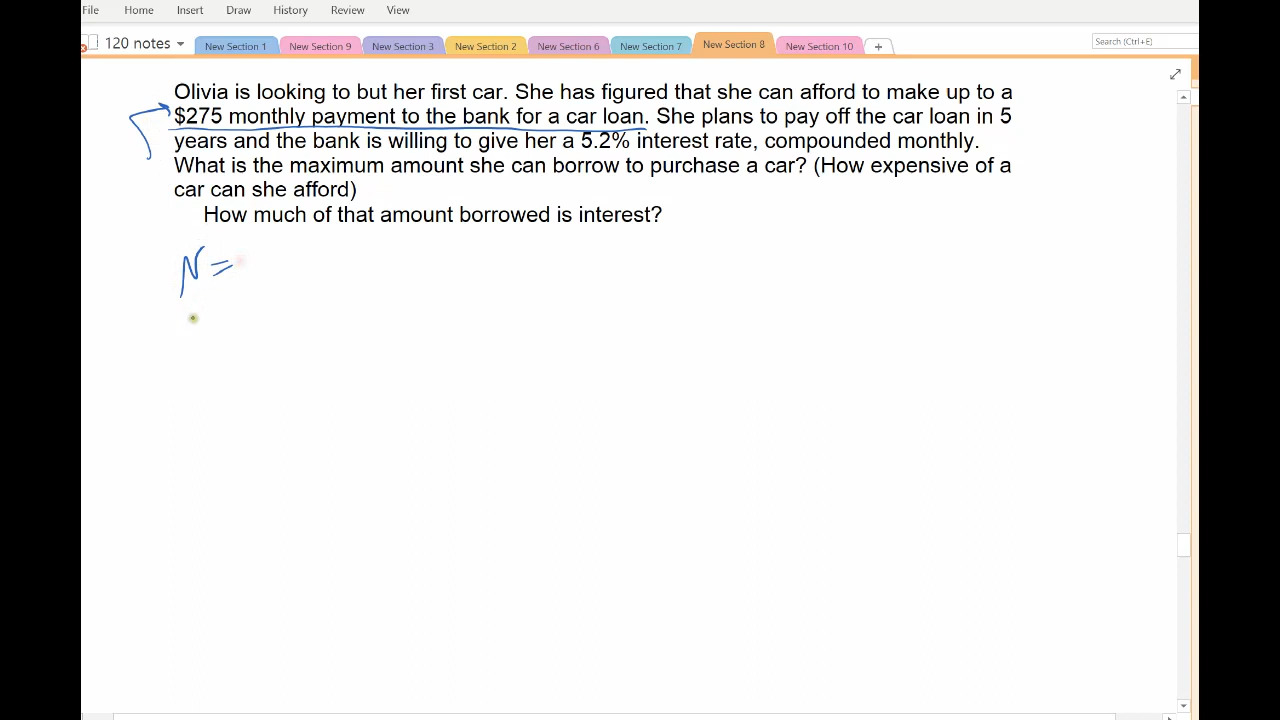 File Home Insert Draw History Review View
120 notes New Section 1 New Section 9 New Section 3 New Section 2 New Section 6 New Section 7 New Section 8 New Section 10 + Search (Ctrl+E)
Olivia is looking to but her first car. She has figured that she can afford to make up to a
$275 monthly payment to the bank for a car loan. She plans to pay off the car loan in 5
years and the bank is willing to give her a 5.2% interest rate, compounded monthly.
What is the maximum amount she can borrow to purchase a car? (How expensive of a
car can she afford)
How much of that amount borrowed is interest?
N=